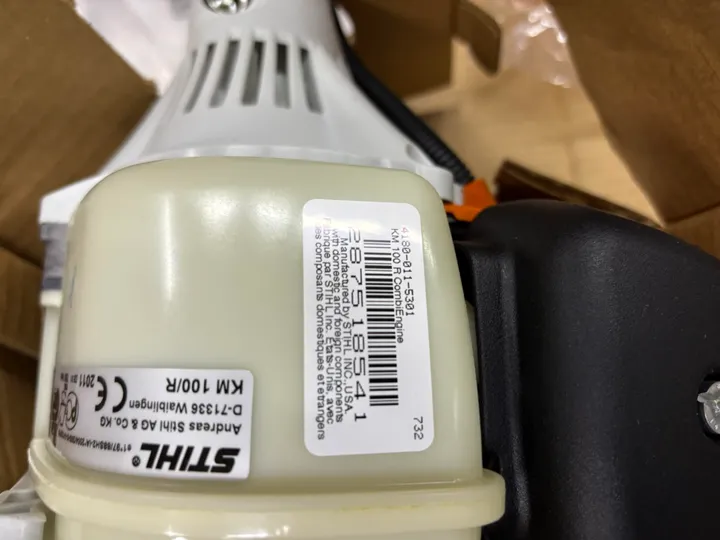 4180-011-5301
KM 100 R CombiEngine
732
287518541
Manufactured by STIHL INC., USA
with domestic and foreign components
Fabriqué par STIHL Inc. États-Unis, avec
des composants domestiques et étrangers
STIHL®
Andreas Stihl AG & Co. KG
D-71336 Waiblingen
CE 2011
KM 100/R